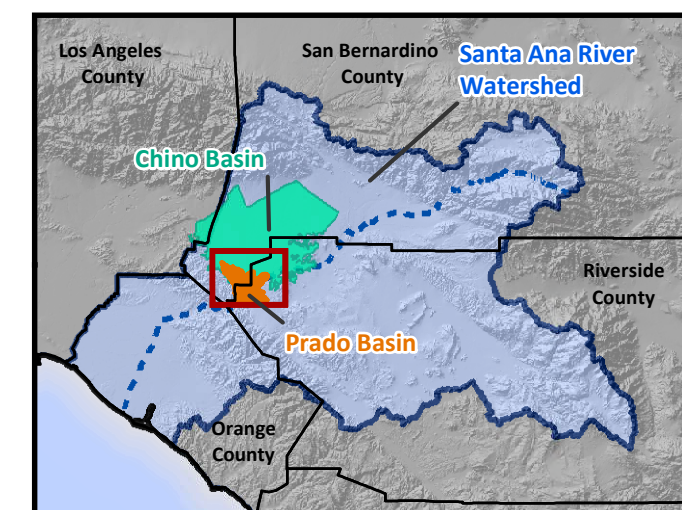 Los Angeles
County
San Bernardino
County
Santa Ana River
Watershed
Chino Basin
Riverside
County
Prado Basin
Orange
County